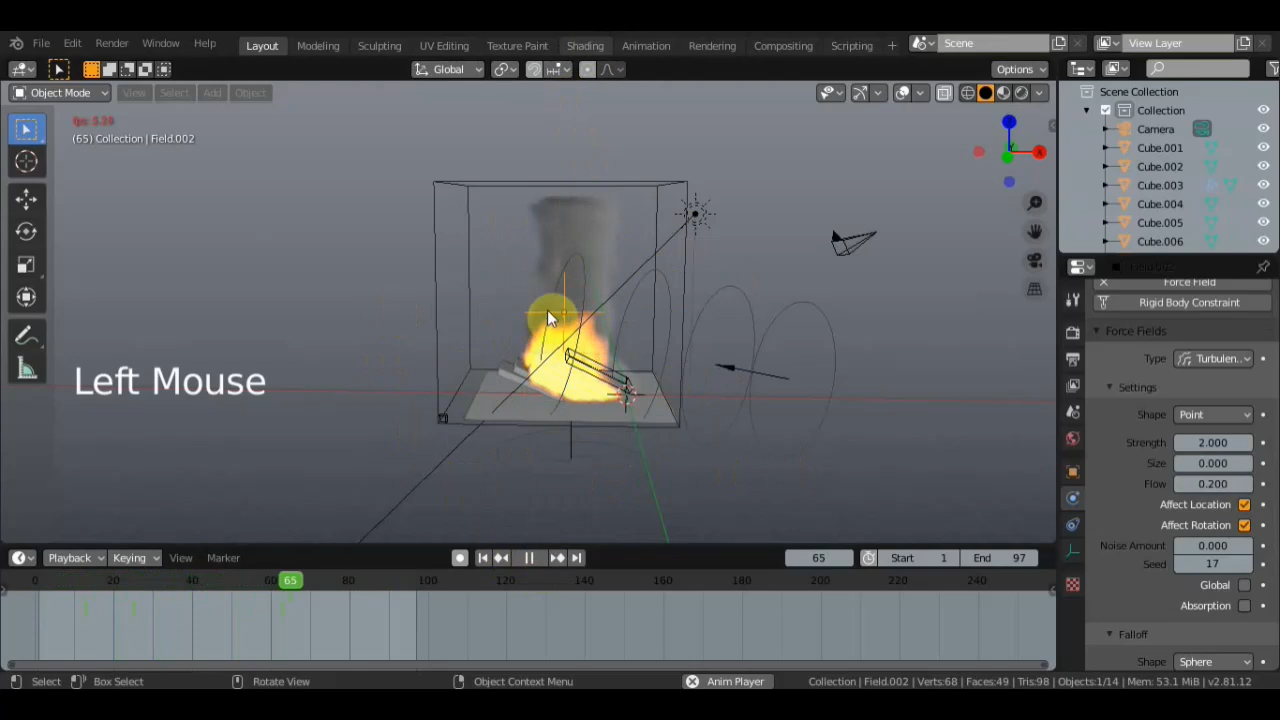 File Edit Render Window Help Layout Modeling Sculpting UV Editing Texture Paint Shading Animation Rendering Compositing Scripting + Scene View Layer
Global Options
Object Mode View Select Add Object
(65) Collection | Field.002
Left Mouse
Scene Collection
Collection
Camera
Cube.001
Cube.002
Cube.003
Cube.004
Cube.005
Cube.006
Field.002
Force Field
Rigid Body Constraint
Force Fields
Type Turbulen..
Settings
Shape Point
Strength 2.000
Size 0.000
Flow 0.200
Affect Location
Affect Rotation
Noise Amount 0.000
Seed 17
Global
Absorption
Falloff
Shape Sphere
Playback Keying View Marker 65 Start 1 End 97
0 20 40 60 65 80 100 120 140 160 180 200 220 240
Select Box Select Rotate View Object Context Menu Anim Player Collection | Field.002 | Verts:68 | Faces:49 | Tris:98 | Objects:1/14 | Mem: 53.1 MiB | v2.81.12